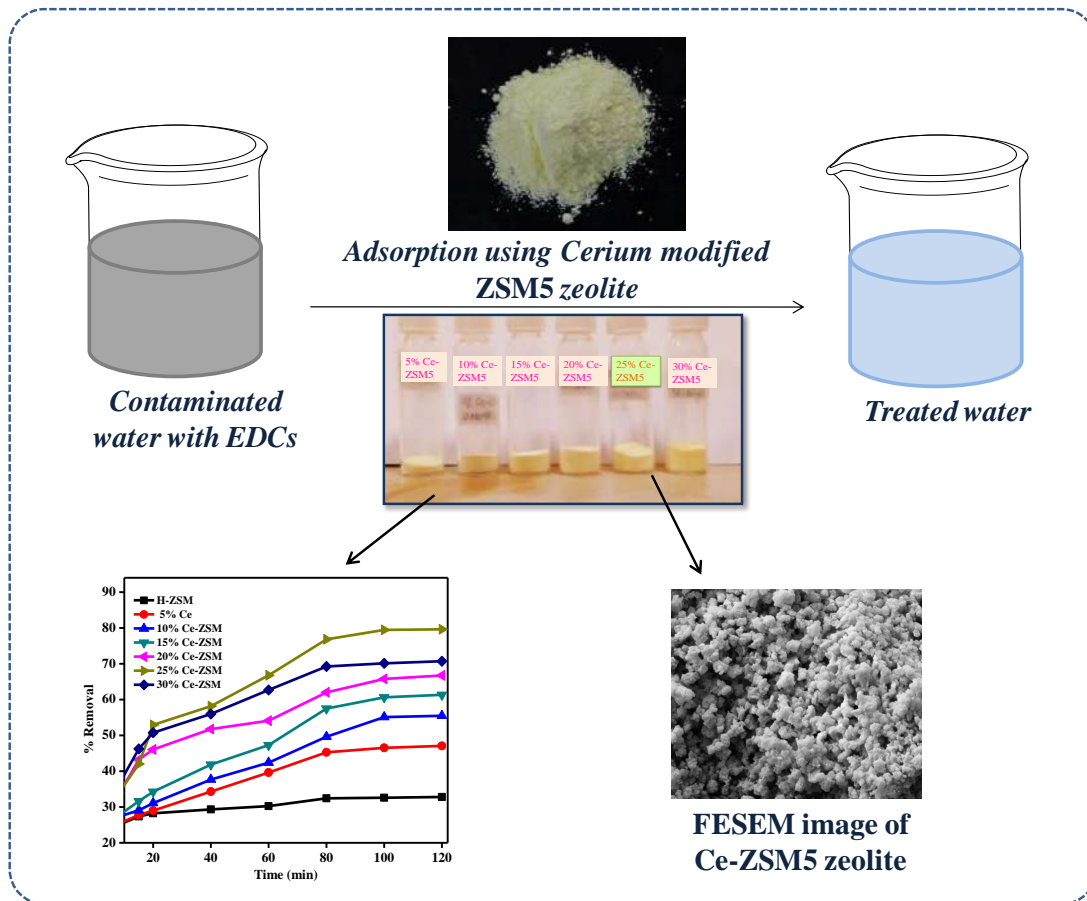 Adsorption using Cerium modified
ZSM5 zeolite
Contaminated
water with EDCs
Treated water
5% Ce-
ZSM5
10% Ce-
ZSM5
15% Ce-
ZSM5
20% Ce-
ZSM5
25% Ce-
ZSM5
30% Ce-
ZSM5
% Removal
90
80
70
60
50
40
30
20
H-ZSM
5% Ce
10% Ce-ZSM
15% Ce-ZSM
20% Ce-ZSM
25% Ce-ZSM
30% Ce-ZSM
20 40 60 80 100 120
Time (min)
FESEM image of
Ce-ZSM5 zeolite